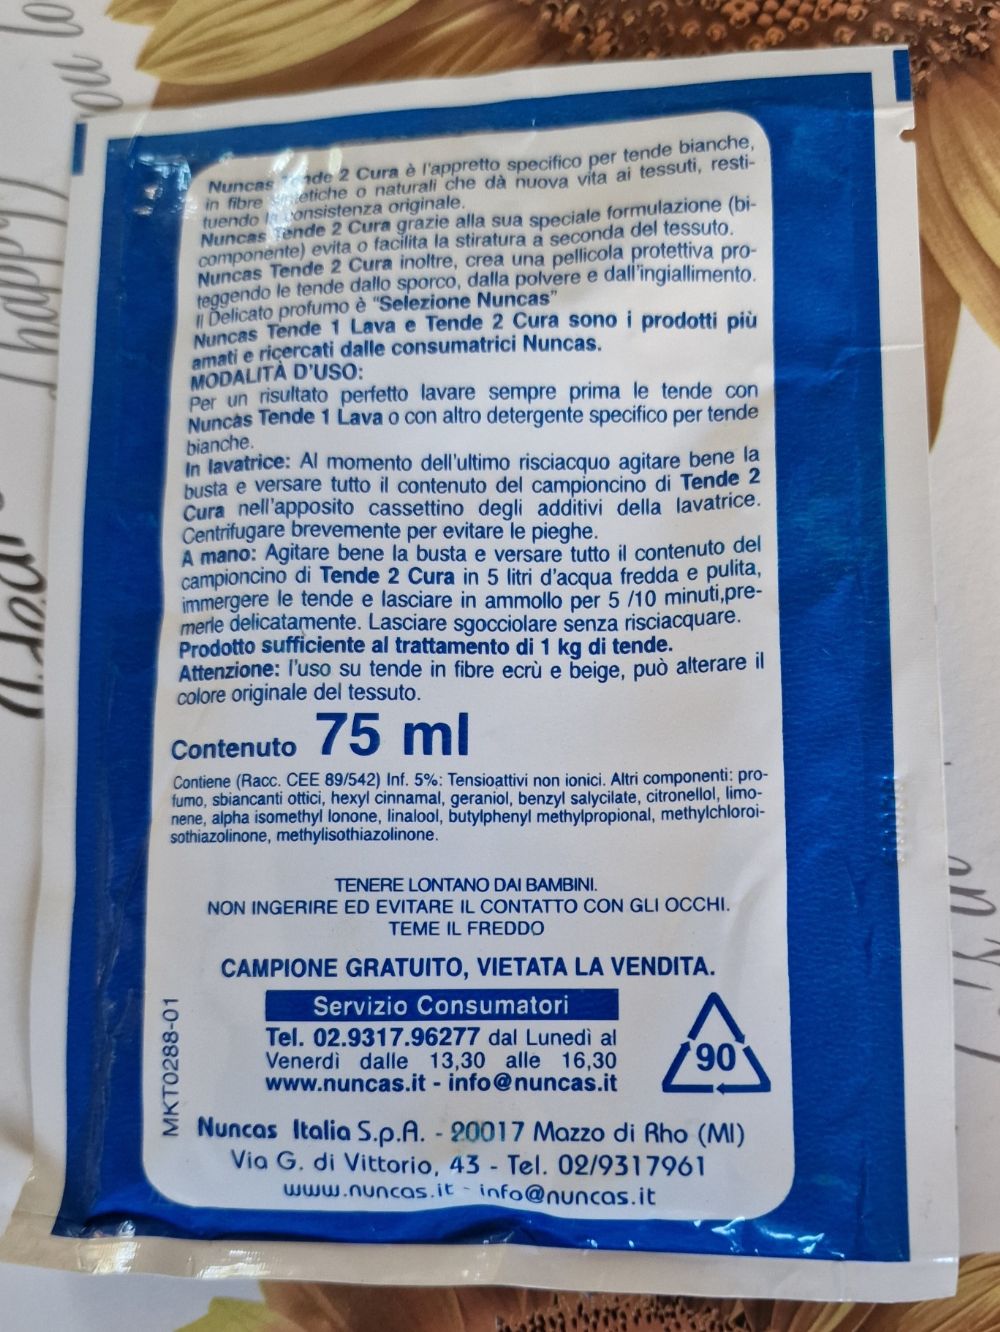 Nuncas Tende 2 Cura è l'appretto specifico per tende bianche,
in fibre sintetiche o naturali che dà nuova vita ai tessuti, resti-
tuendo la consistenza originale.
Nuncas Tende 2 Cura grazie alla sua speciale formulazione (bi-
componente) evita o facilita la stiratura a seconda del tessuto.
Nuncas Tende 2 Cura inoltre, crea una pellicola protettiva pro-
teggendo le tende dallo sporco, dalla polvere e dall'ingiallimento.
Il Delicato profumo è "Selezione Nuncas"
Nuncas Tende 1 Lava e Tende 2 Cura sono i prodotti più
amati e ricercati dalle consumatrici Nuncas.
MODALITÀ D'USO:
Per un risultato perfetto lavare sempre prima le tende con
Nuncas Tende 1 Lava o con altro detergente specifico per tende
bianche.
In lavatrice: Al momento dell'ultimo risciacquo agitare bene la
busta e versare tutto il contenuto del campioncino di Tende 2
Cura nell'apposito cassettino degli additivi della lavatrice.
Centrifugare brevemente per evitare le pieghe.
A mano: Agitare bene la busta e versare tutto il contenuto del
campioncino di Tende 2 Cura in 5 litri d'acqua fredda e pulita,
immergere le tende e lasciare in ammollo per 5 /10 minuti,pre-
merle delicatamente. Lasciare sgocciolare senza risciacquare.
Prodotto sufficiente al trattamento di 1 kg di tende.
Attenzione: l'uso su tende in fibre ecrù e beige, può alterare il
colore originale del tessuto.
Contenuto 75 ml
Contiene (Racc. CEE 89/542) Inf. 5%: Tensioattivi non ionici. Altri componenti: pro-
fumo, sbiancanti ottici, hexyl cinnamal, geraniol, benzyl salycilate, citronellol, limo-
nene, alpha isomethyl Ionone, linalool, butylphenyl methylpropional, methylchloroi-
sothiazolinone, methylisothiazolinone.
TENERE LONTANO DAI BAMBINI.
NON INGERIRE ED EVITARE IL CONTATTO CON GLI OCCHI.
TEME IL FREDDO
CAMPIONE GRATUITO, VIETATA LA VENDITA.
Servizio Consumatori
Tel. 02.9317.96277 dal Lunedì al
Venerdì dalle 13,30 alle 16,30
www.nuncas.it - info@nuncas.it
90
MKT0288-01
Nuncas Italia S.p.A. - 20017 Mazzo di Rho (MI)
Via G. di Vittorio, 43 - Tel. 02/9317961
www.nuncas.it - info@nuncas.it